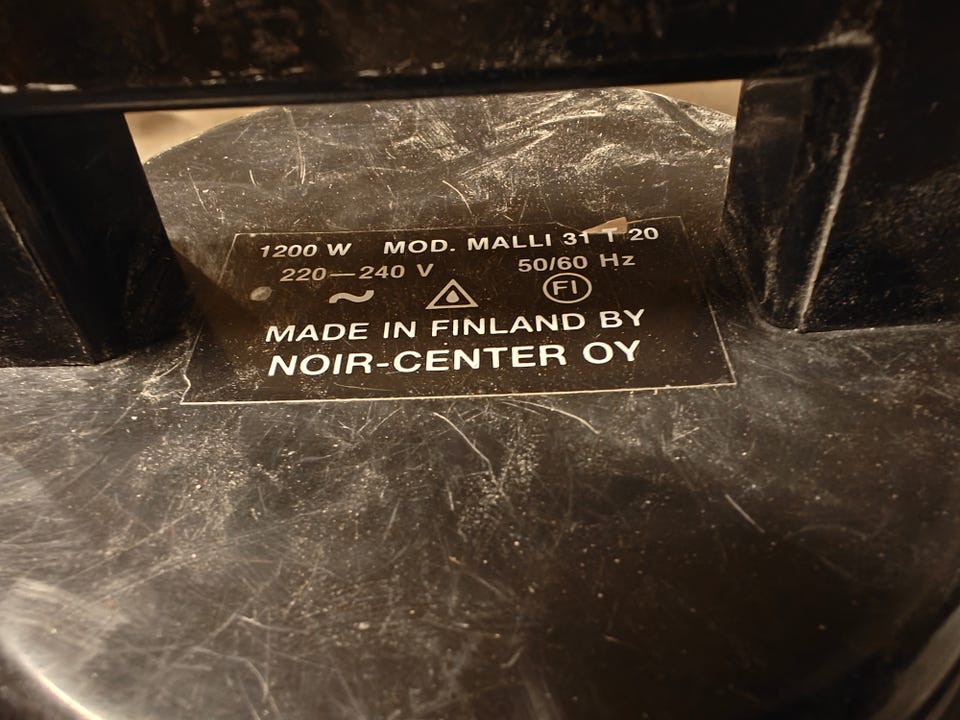 1200 W MOD. MALLI 31 T 20
220—240 V 50/60 Hz
~ FI
MADE IN FINLAND BY
NOIR-CENTER OY